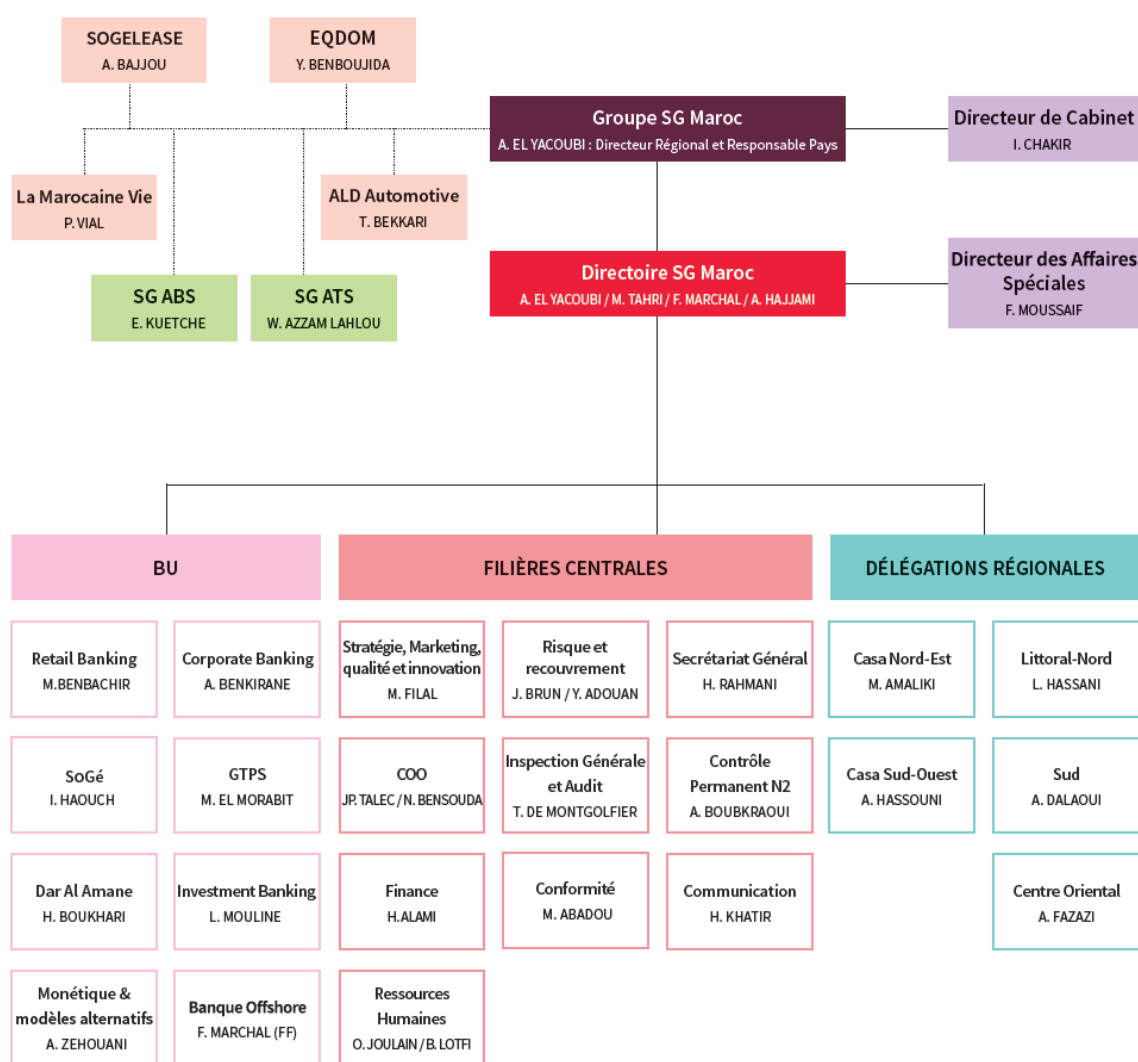 SOGELEASE
A. BAJJOU
EQDOM
Y. BENBOUJIDA
Groupe SG Maroc
A. EL YACOUBI : Directeur Régional et Responsable Pays
Directeur de Cabinet
I. CHAKIR
La Marocaine Vie
P. VIAL
ALD Automotive
T. BEKKARI
Directoire SG Maroc
A. EL YACOUBI / M. TAHRI / F. MARCHAL / A. HAJJAMI
Directeur des Affaires
Spéciales
F. MOUSSAIF
SG ABS
E. KUETCHE
SG ATS
W. AZZAM LAHLOU
BU
FILIÈRES CENTRALES
DÉLÉGATIONS RÉGIONALES
Retail Banking
M.BENBACHIR
Corporate Banking
A. BENKIRANE
Stratégie, Marketing,
qualité et innovation
M. FILAL
Risque et
recouvrement
J. BRUN / Y. ADOUAN
Secrétariat Général
H. RAHMANI
Casa Nord-Est
M. AMALIKI
Littoral-Nord
L. HASSANI
SoGé
I. HAOUCH
GTPS
M. EL MORABIT
COO
JP. TALEC / N. BENSOUDA
Inspection Générale
et Audit
T. DE MONTGOLFIER
Contrôle
Permanent N2
A. BOUBKRAOUI
Casa Sud-Ouest
A. HASSOUNI
Sud
A. DALAOUI
Dar Al Amane
H. BOUKHARI
Investment Banking
L. MOULINE
Finance
H.ALAMI
Conformité
M. ABADOU
Communication
H. KHATIR
Centre Oriental
A. FAZAZI
Monétique &
modèles alternatifs
A. ZEHOUANI
Banque Offshore
F. MARCHAL (FF)
Ressources
Humaines
O. JOULAIN / B. LOTFI